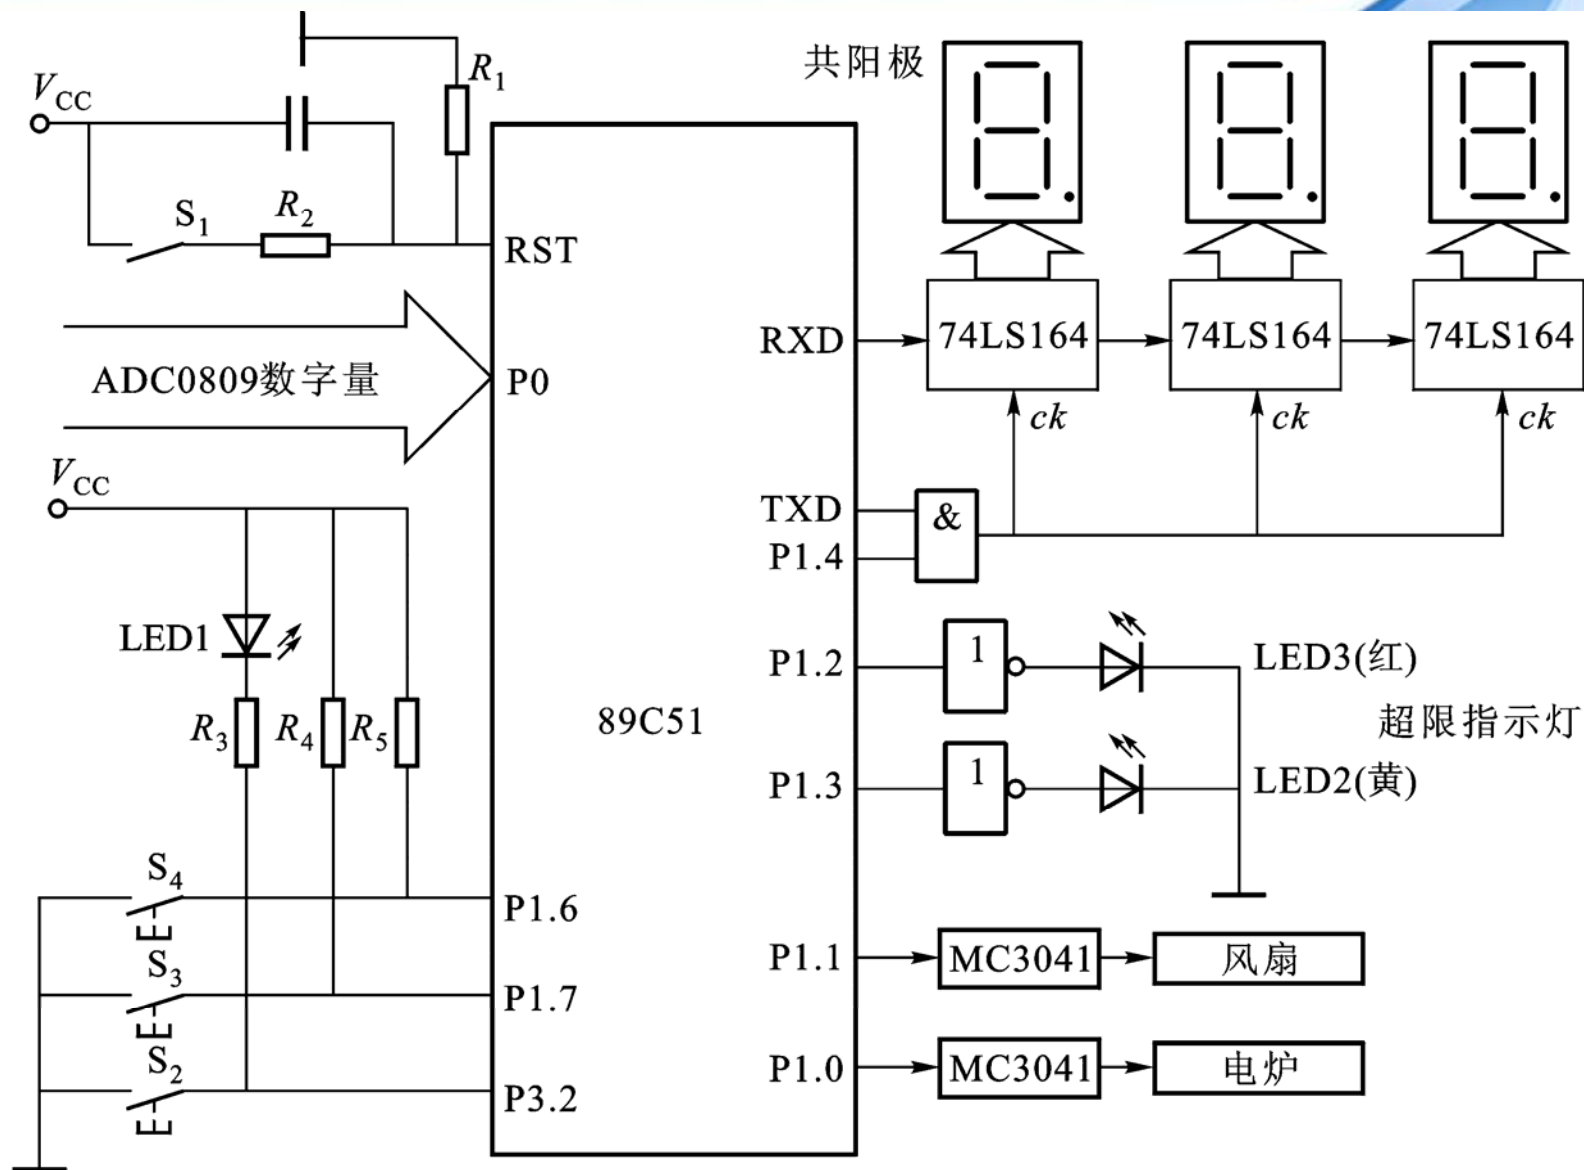 共阳极
R1
VCC
S1
R2
RST
RXD
74LS164
74LS164
74LS164
ADC0809数字量
P0
ck
ck
ck
VCC
TXD
&
P1.4
LED1
P1.2
1
LED3(红)
R3
R4
R5
89C51
超限指示灯
P1.3
1
LED2(黄)
S4
P1.6
S3
P1.7
P1.1
MC3041
风扇
S2
P3.2
P1.0
MC3041
电炉